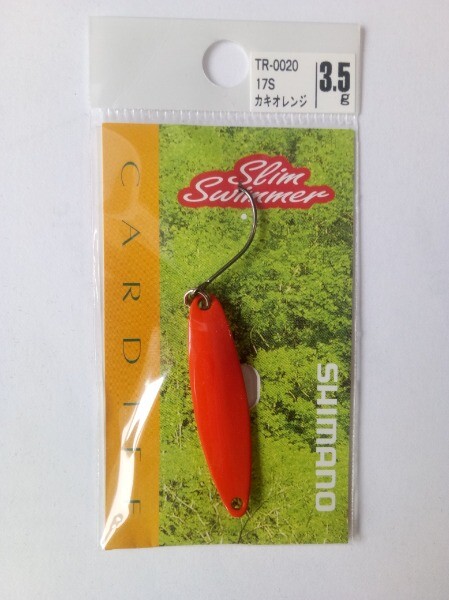 TR-0020
17S
カキオレンジ
3.5
g
Slim
Swimmer
CARDIFF
SHIMANO